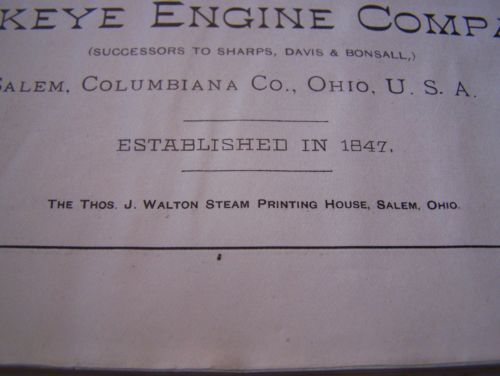 KEYE ENGINE COMPA
(SUCCESSORS TO SHARPS, DAVIS & BONSALL,)
SALEM, COLUMBIANA CO., OHIO, U. S. A.
ESTABLISHED IN 1847.
THE THOS. J. WALTON STEAM PRINTING HOUSE, SALEM, OHIO.